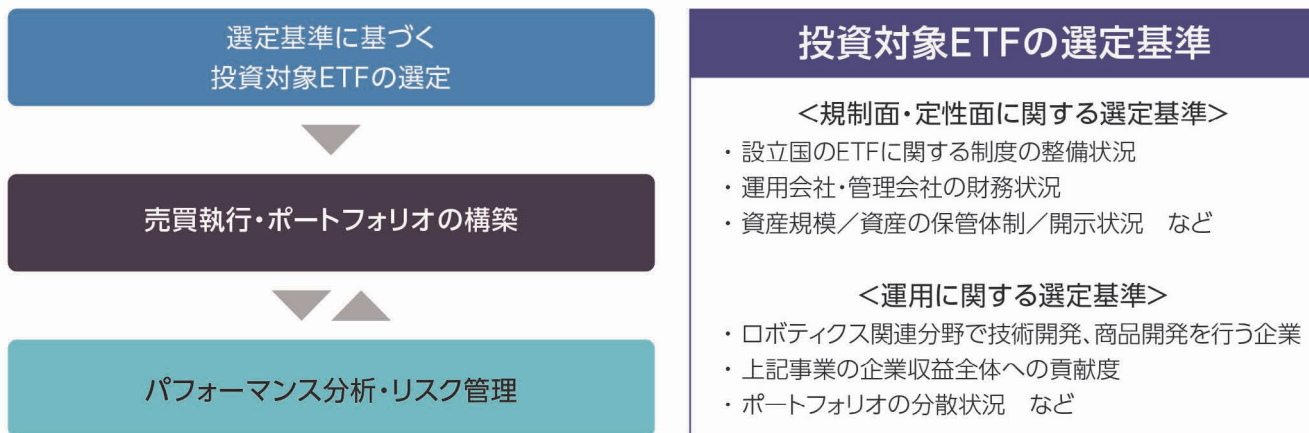 選定基準に基づく
投資対象ETFの選定
売買執行・ポートフォリオの構築
パフォーマンス分析・リスク管理
投資対象ETFの選定基準
＜規制面・定性面に関する選定基準＞
・ 設立国のETFに関する制度の整備状況
・ 運用会社・管理会社の財務状況
・ 資産規模／資産の保管体制／開示状況　など
＜運用に関する選定基準＞
・ ロボティクス関連分野で技術開発、商品開発を行う企業
・ 上記事業の企業収益全体への貢献度
・ ポートフォリオの分散状況　など